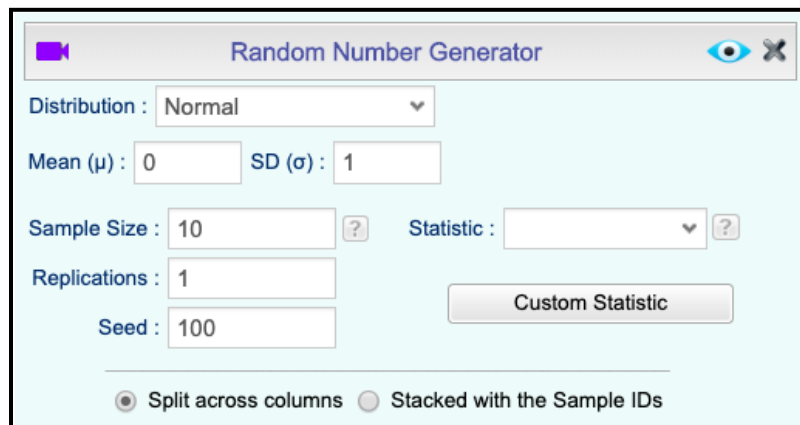 Random Number Generator
Distribution : Normal
Mean (μ) : 0 SD (σ) : 1
Sample Size : 10 ? Statistic : ?
Replications : 1
Custom Statistic
Seed : 100
Split across columns Stacked with the Sample IDs